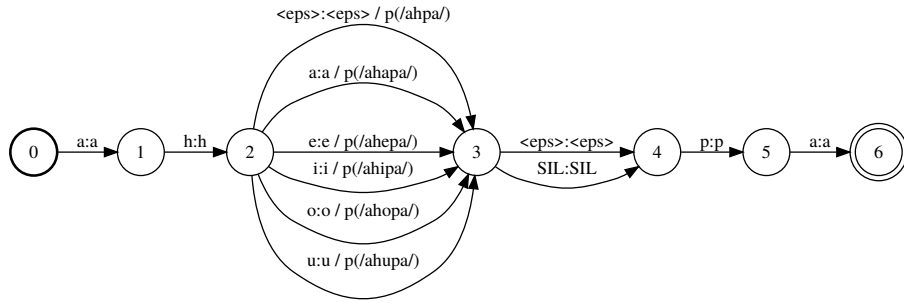 <eps>:<eps> / p(/ahpa/)
a:a / p(/ahapa/)
0 a:a 1 h:h 2 e:e / p(/ahepa/) 3 <eps>:<eps> 4 p:p 5 a:a 6
i:i / p(/ahipa/) SIL:SIL
o:o / p(/ahopa/)
u:u / p(/ahupa/)